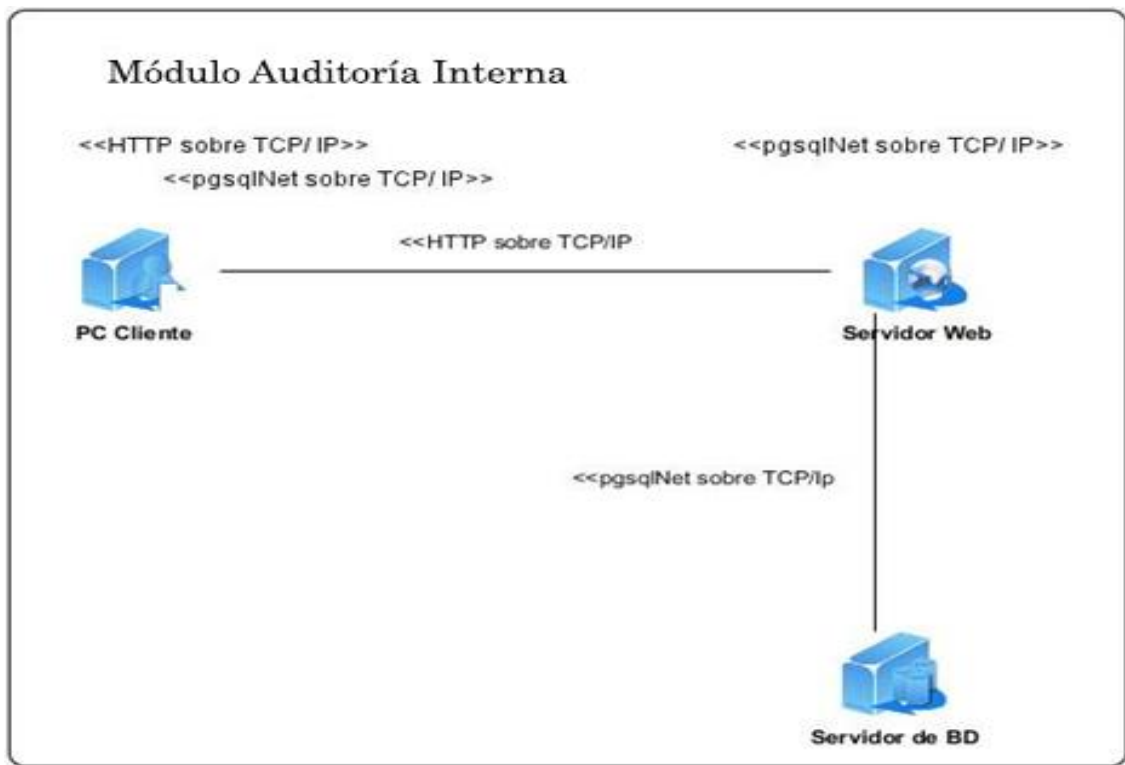 Módulo Auditoría Interna
<<HTTP sobre TCP/ IP>>
<<pgsqlNet sobre TCP/ IP>>
<<pgsqlNet sobre TCP/ IP>>
<<HTTP sobre TCP/IP
PC Cliente
Servidor Web
<<pgsqlNet sobre TCP/Ip
Servidor de BD